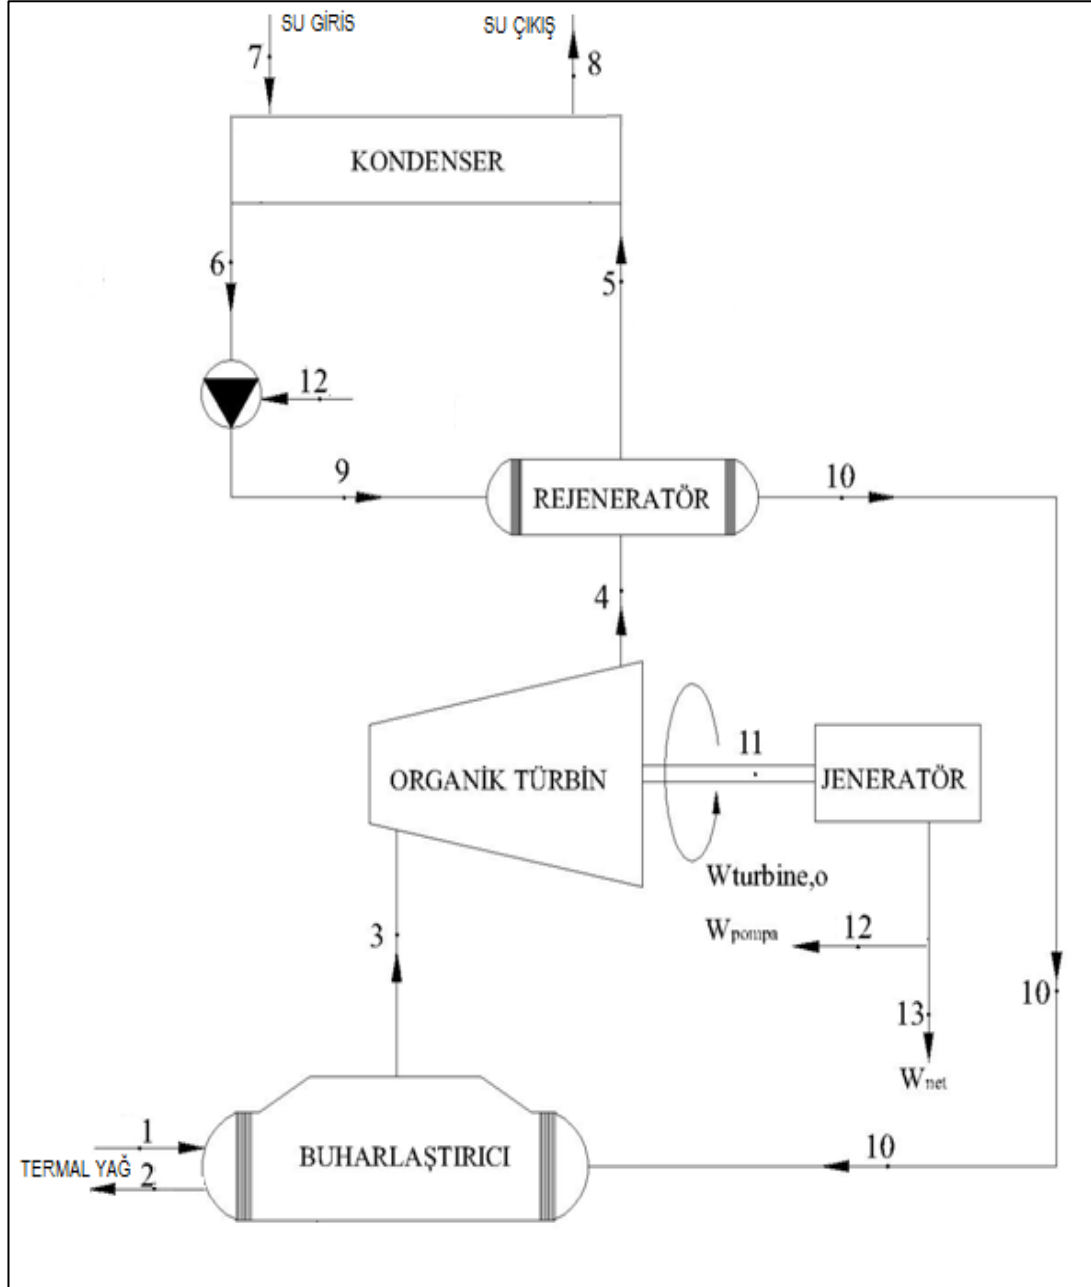 SU GİRİS
SU ÇIKIŞ
7
8
KONDENSER
6
5
12
9
10
REJENERATÖR
4
11
ORGANİK TÜRBİN
JENERATÖR
Wturbine,o
3
Wpompa
12
10
13
Wnet
1
BUHARLAŞTIRICI
10
TERMAL YAĞ
2